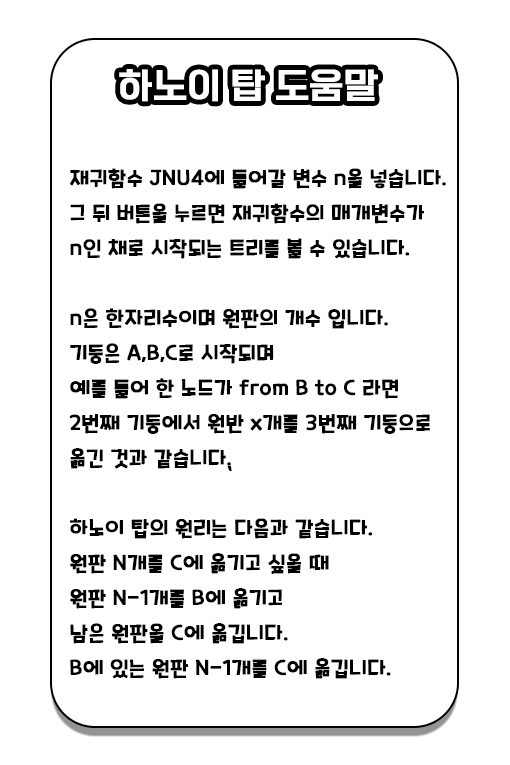 하노이 탑 도움말
재귀함수 JNU4에 들어갈 변수 n을 넣습니다.
그 뒤 버튼을 누르면 재귀함수의 매개변수가
n인 채로 시작되는 트리를 볼 수 있습니다.
n은 한자리수이며 원판의 개수 입니다.
기둥은 A,B,C로 시작되며
예를 들어 한 노드가 from B to C 라면
2번째 기둥에서 원반 x개를 3번째 기둥으로
옮긴 것과 같습니다;
하노이 탑의 원리는 다음과 같습니다.
원판 N개를 C에 옮기고 싶을 때
원판 N-1개를 B에 옮기고
남은 원판을 C에 옮깁니다.
B에 있는 원판 N-1개를 C에 옮깁니다.